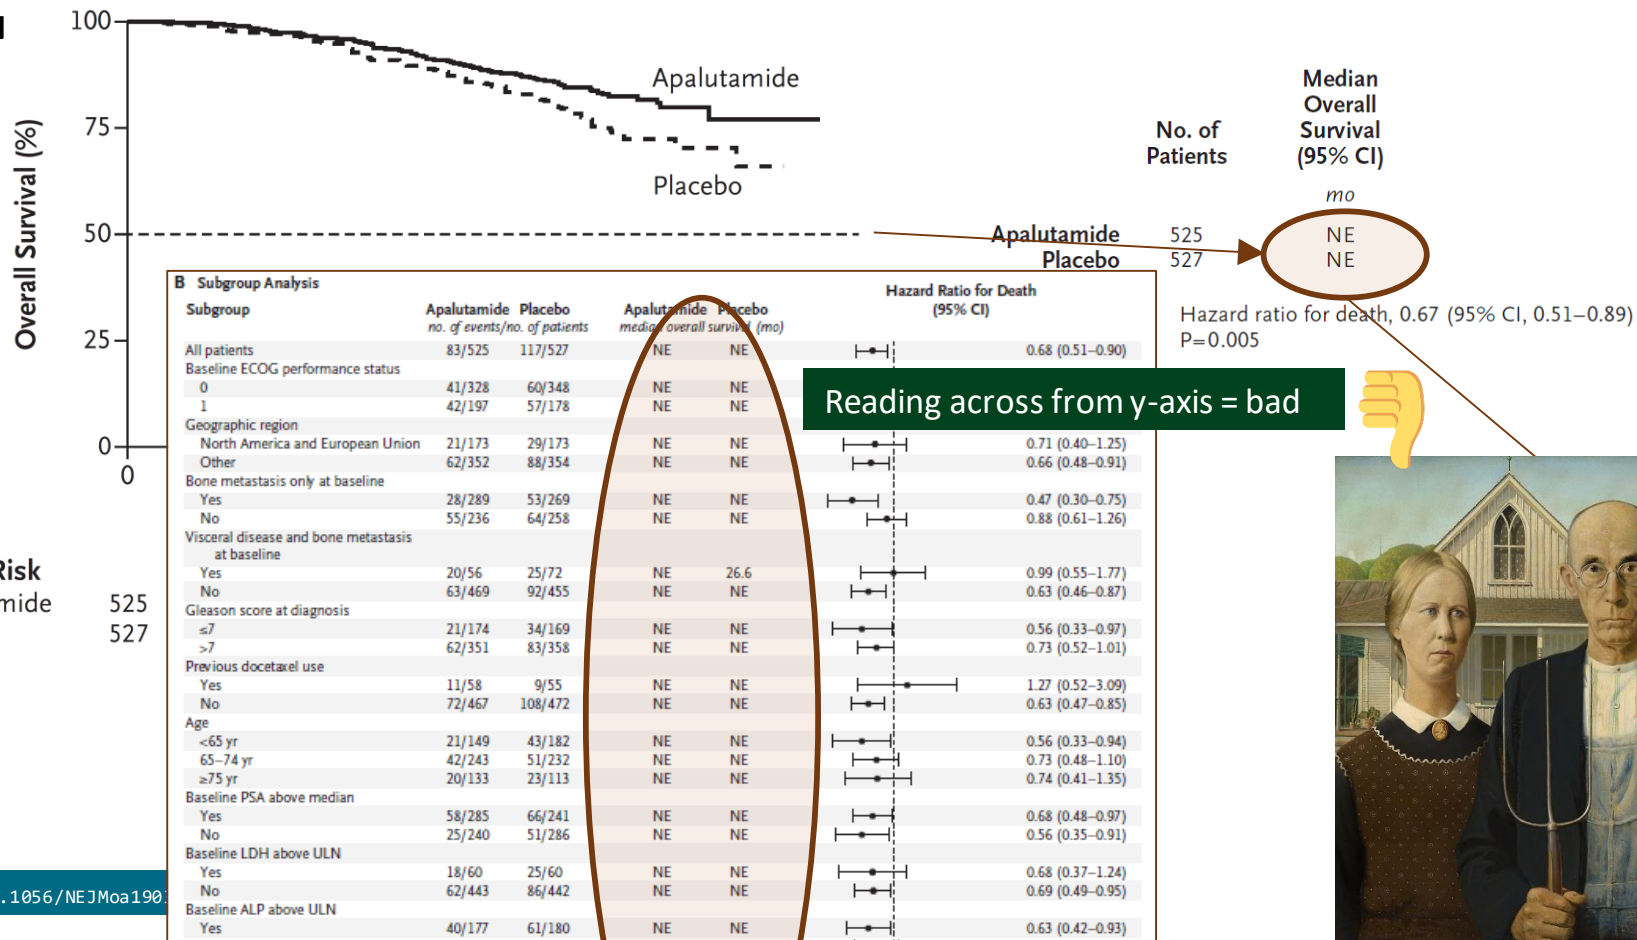 100
Apalutamide
75
Placebo
50
25
0
0
Overall Survival (%)
No. of
Patients
Median
Overall
Survival
(95% CI)
mo
Apalutamide 525 NE
Placebo 527 NE
Hazard ratio for death, 0.67 (95% CI, 0.51–0.89)
P=0.005
Reading across from y-axis = bad
B Subgroup Analysis
Subgroup Apalutamide Placebo Apalutamide Placebo Hazard Ratio for Death
no. of events/no. of patients median overall survival (mo) (95% CI)
All patients 83/525 117/527 NE NE 0.68 (0.51–0.90)
Baseline ECOG performance status
0 41/328 60/348 NE NE
1 42/197 57/178 NE NE
Geographic region
North America and European Union 21/173 29/173 NE NE 0.71 (0.40–1.25)
Other 62/352 88/354 NE NE 0.66 (0.48–0.91)
Bone metastasis only at baseline
Yes 28/289 53/269 NE NE 0.47 (0.30–0.75)
No 55/236 64/258 NE NE 0.88 (0.61–1.26)
Visceral disease and bone metastasis
at baseline
Yes 20/56 25/72 NE 26.6 0.99 (0.55–1.77)
No 63/469 92/455 NE NE 0.63 (0.46–0.87)
Gleason score at diagnosis
≤7 21/174 34/169 NE NE 0.56 (0.33–0.97)
>7 62/351 83/358 NE NE 0.73 (0.52–1.01)
Previous docetaxel use
Yes 11/58 9/55 NE NE 1.27 (0.52–3.09)
No 72/467 108/472 NE NE 0.63 (0.47–0.85)
Age
<65 yr 21/149 43/182 NE NE 0.56 (0.33–0.94)
65–74 yr 42/243 51/232 NE NE 0.73 (0.48–1.10)
≥75 yr 20/133 23/113 NE NE 0.74 (0.41–1.35)
Baseline PSA above median
Yes 58/285 66/241 NE NE 0.68 (0.48–0.97)
No 25/240 51/286 NE NE 0.56 (0.35–0.91)
Baseline LDH above ULN
Yes 18/60 25/60 NE NE 0.68 (0.37–1.24)
No 62/443 86/442 NE NE 0.69 (0.49–0.95)
Baseline ALP above ULN
Yes 40/177 61/180 NE NE 0.63 (0.42–0.93)
Risk
mide 525
527
.1056/NEJMoa190